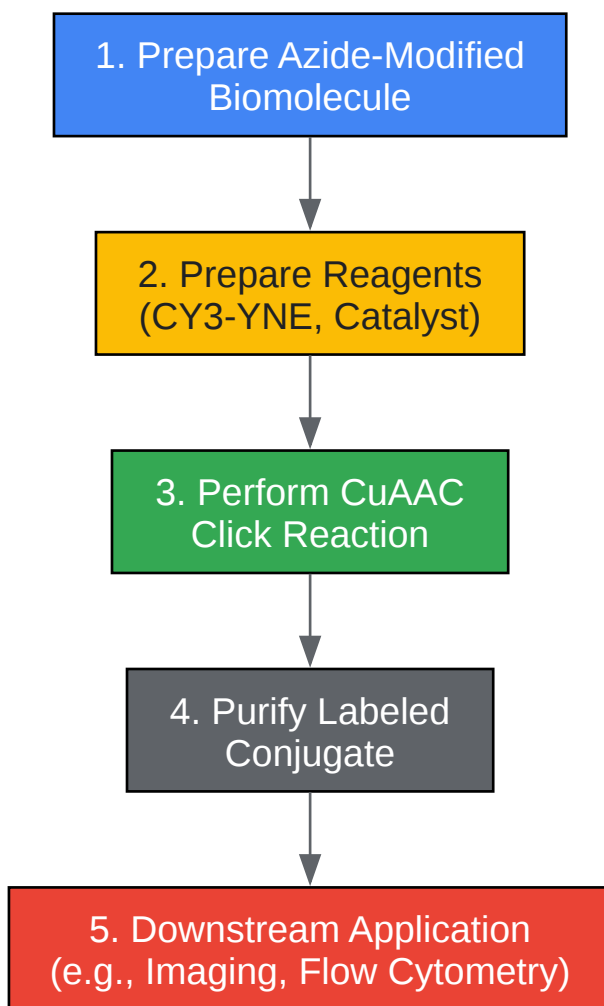 1. Prepare Azide-Modified
Biomolecule
2. Prepare Reagents
(CY3-YNE, Catalyst)
3. Perform CuAAC
Click Reaction
4. Purify Labeled
Conjugate
5. Downstream Application
(e.g., Imaging, Flow Cytometry)